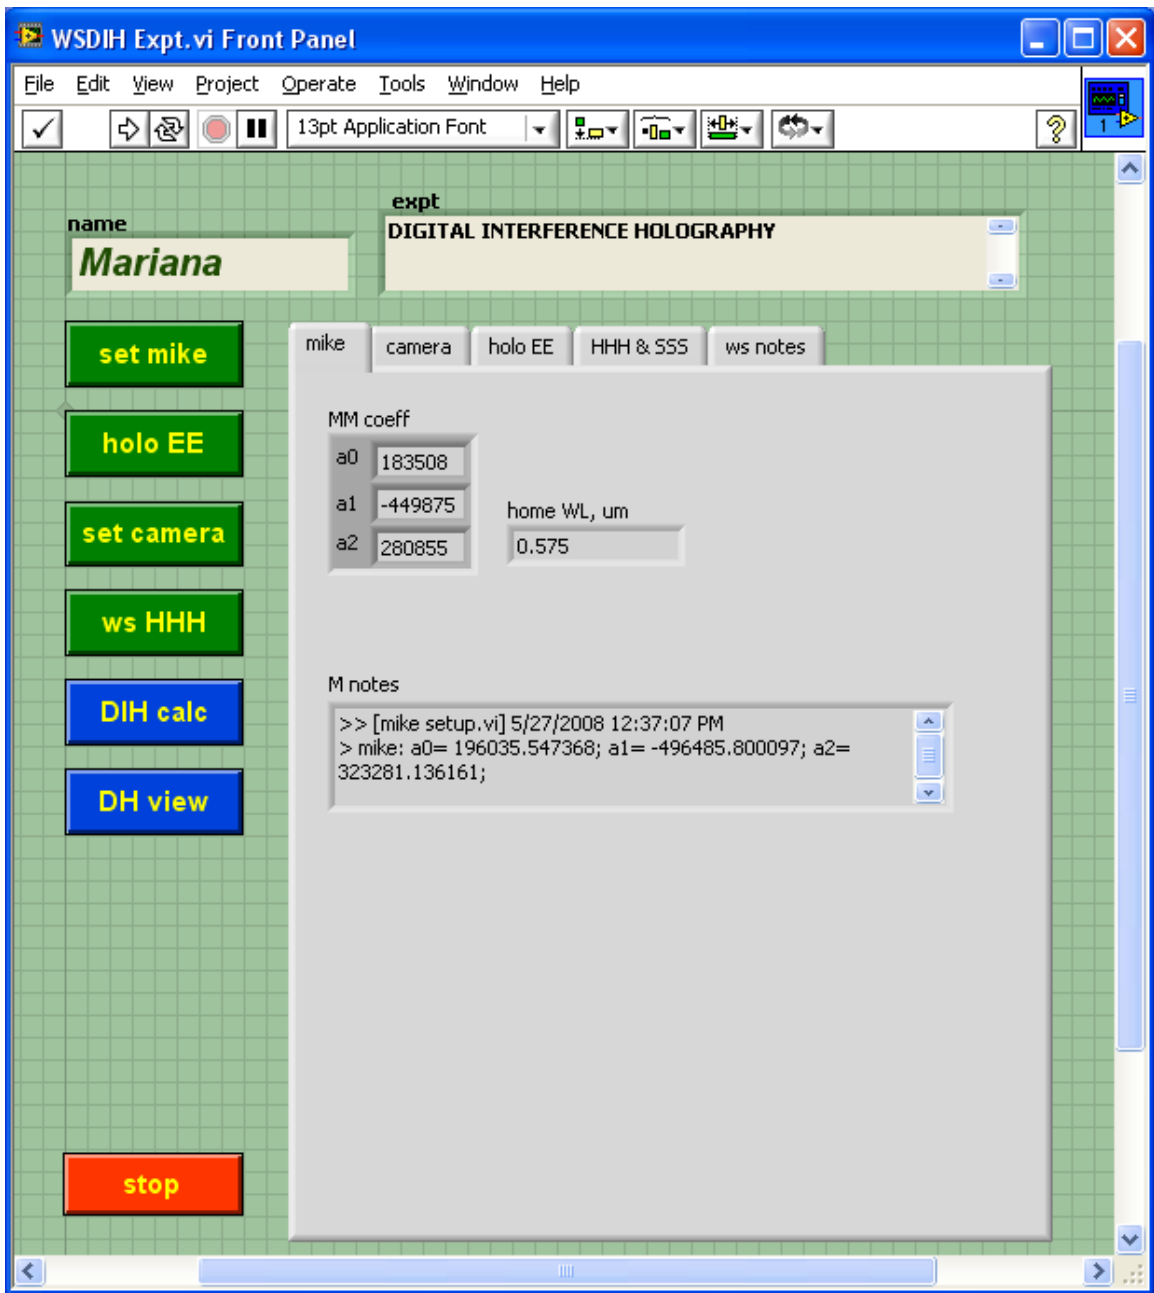 WSDIH Expt.vi Front Panel
File Edit View Project Operate Tools Window Help
13pt Application Font
1
name
Mariana
expt
DIGITAL INTERFERENCE HOLOGRAPHY
set mike
holo EE
set camera
ws HHH
DIH calc
DH view
stop
mike camera holo EE HHH & SSS ws notes
MM coeff
a0 183508
a1 -449875
a2 280855
home WL, um
0.575
M notes
>> [mike setup.vi] 5/27/2008 12:37:07 PM
> mike: a0= 196035.547368; a1= -496485.800097; a2=
323281.136161;